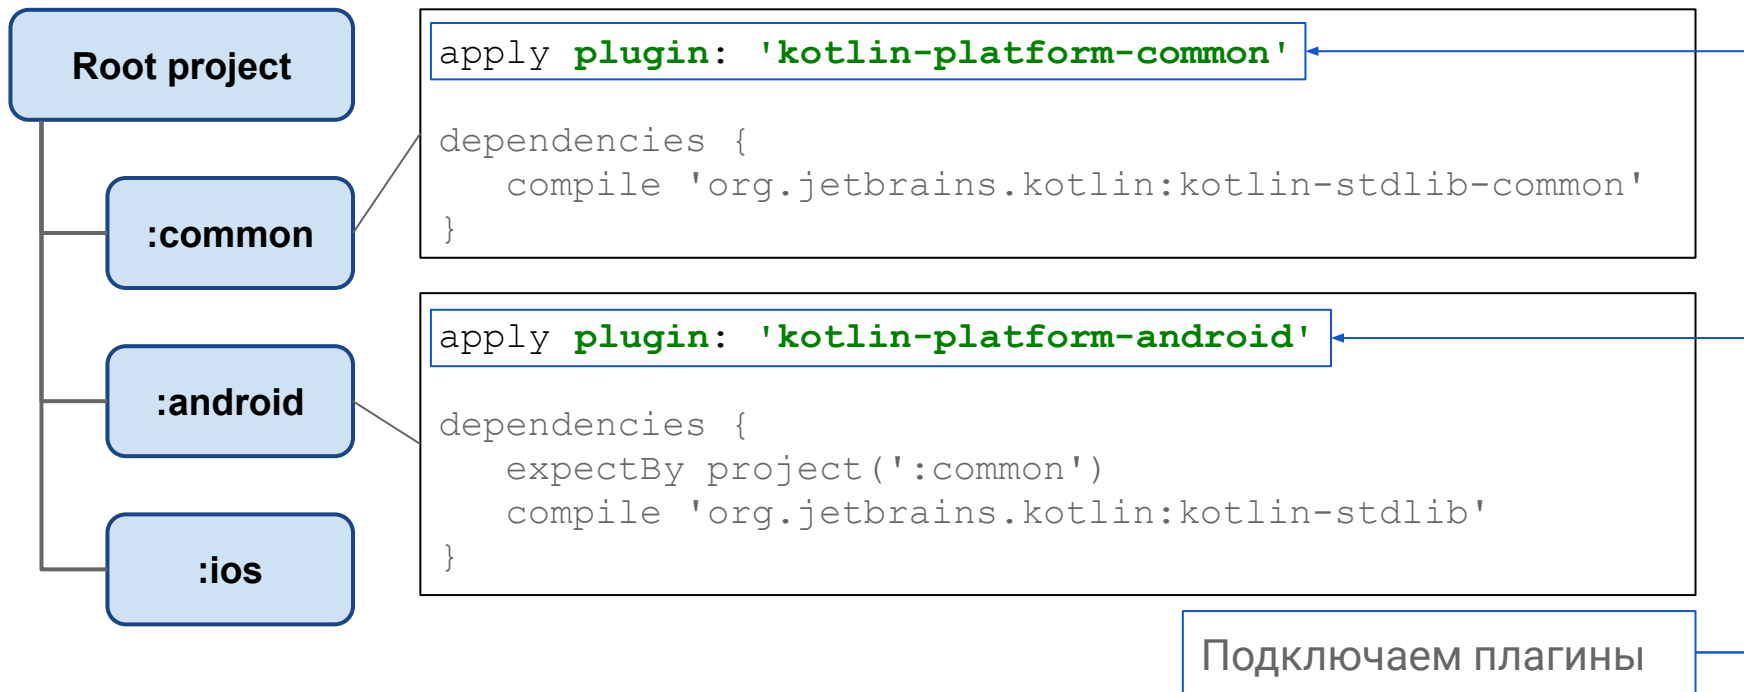 Root project
:common
:android
:ios
apply plugin: 'kotlin-platform-common'
dependencies {
compile 'org.jetbrains.kotlin:kotlin-stdlib-common'
}
apply plugin: 'kotlin-platform-android'
dependencies {
expectBy project(':common')
compile 'org.jetbrains.kotlin:kotlin-stdlib'
}
Подключаем плагины